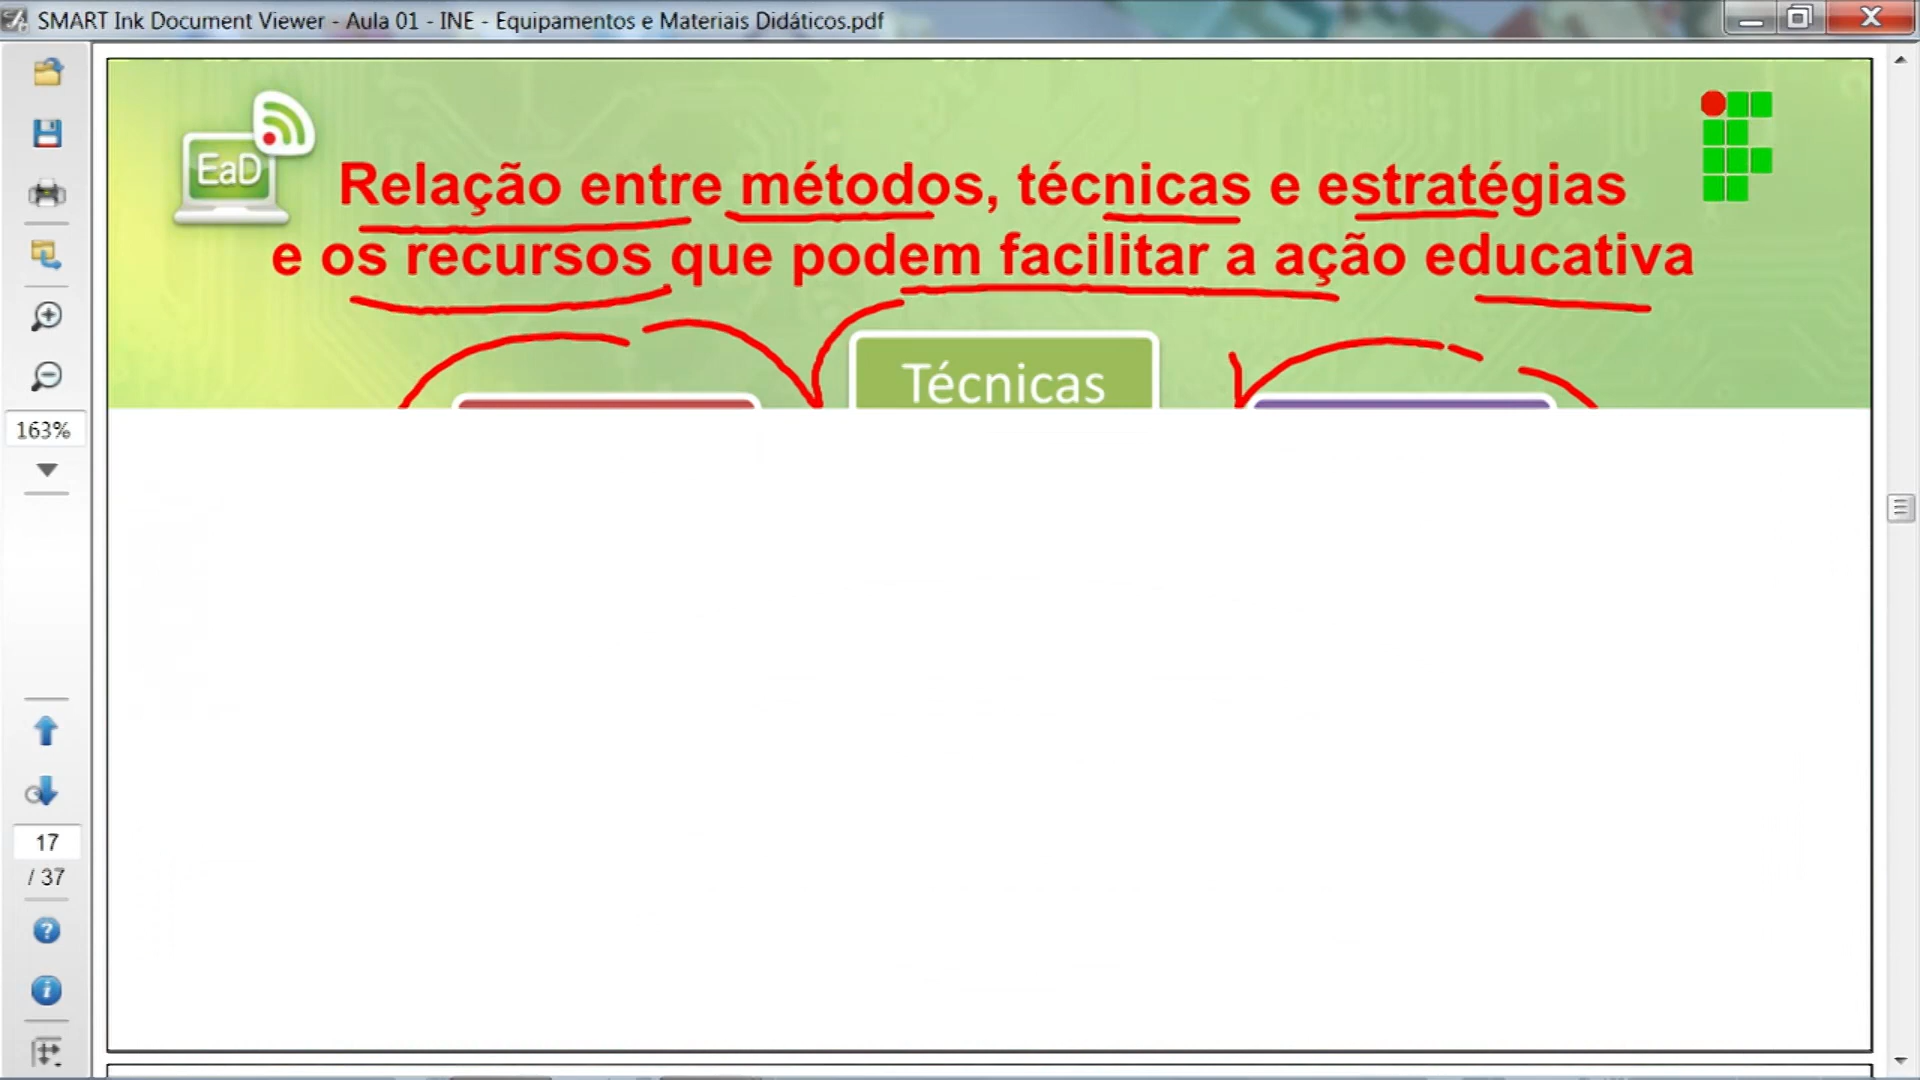 SMART Ink Document Viewer - Aula 01 - INE - Equipamentos e Materiais Didáticos.pdf
EaD
Relação entre métodos, técnicas e estratégias
e os recursos que podem facilitar a ação educativa
Técnicas
163%
17
/ 37